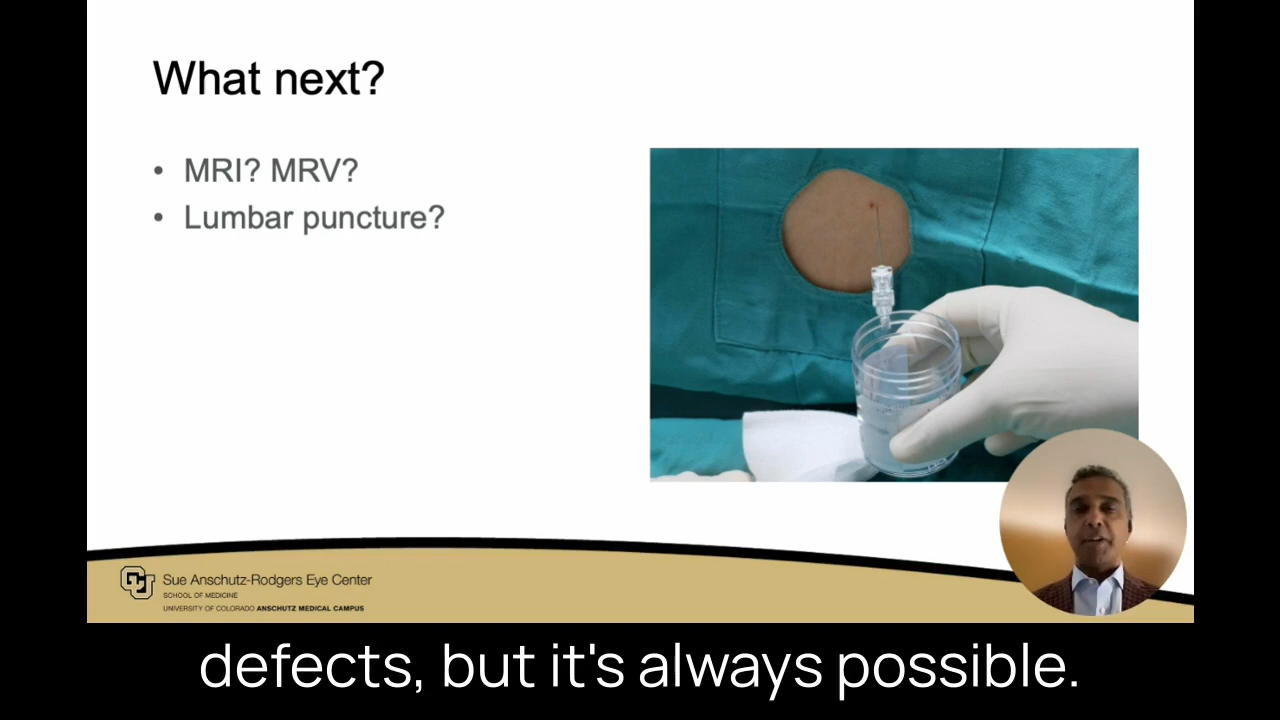 What next?
• MRI? MRV?
• Lumbar puncture?
CU
Sue Anschutz-Rodgers Eye Center
SCHOOL OF MEDICINE
UNIVERSITY OF COLORADO ANSCHUTZ MEDICAL CAMPUS
defects, but it's always possible.